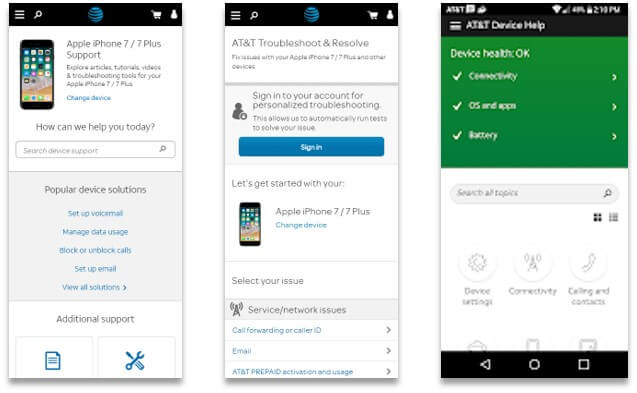 Apple iPhone 7 / 7 Plus
Support
Explore articles, tutorials, videos
& troubleshooting tools for your
Apple iPhone 7 / 7 Plus
Change device
How can we help you today?
Search device support
Popular device solutions
Set up voicemail
Manage data usage
Block or unblock calls
Set up email
View all solutions >
Additional support
AT&T Troubleshoot & Resolve
Fix issues with your Apple iPhone 7 / 7 Plus and other
devices
Sign in to your account for
personalized troubleshooting.
This allows us to automatically run tests
to solve your issue.
Sign in
Let's get started with your:
Apple iPhone 7 / 7 Plus
Change device
Select your issue
Service/network issues
Call forwarding or caller ID
Email
AT&T PREPAID activation and usage
AT&T 48% 2:10 PM
AT&T Device Help
Device health: OK
Connectivity
OS and apps
Battery
Search all topics
Device
settings
Connectivity
Calling and
contacts